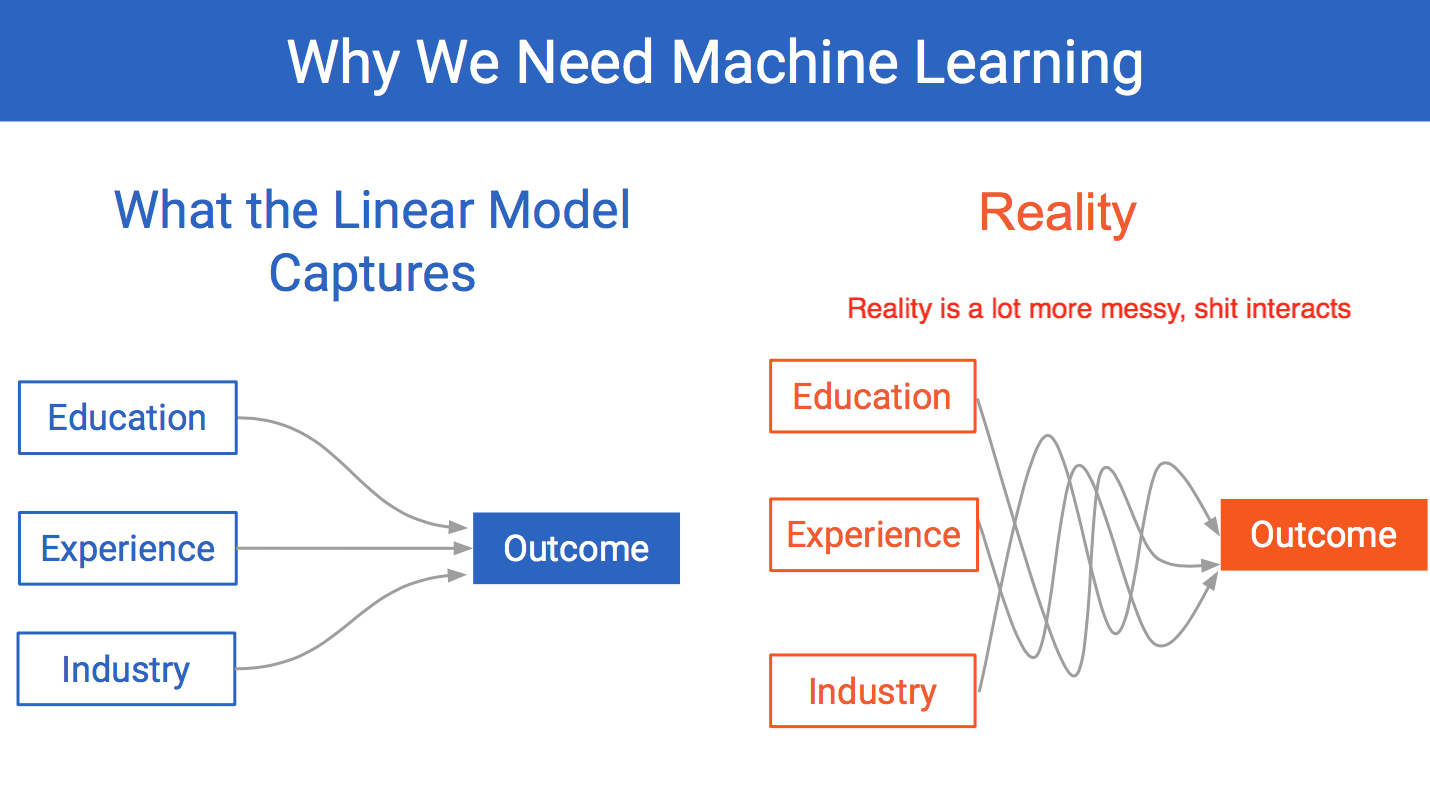 Why We Need Machine Learning
What the Linear Model
Captures
Education
Experience
Industry
Outcome
Reality
Reality is a lot more messy, shit interacts
Education
Experience
Industry
Outcome